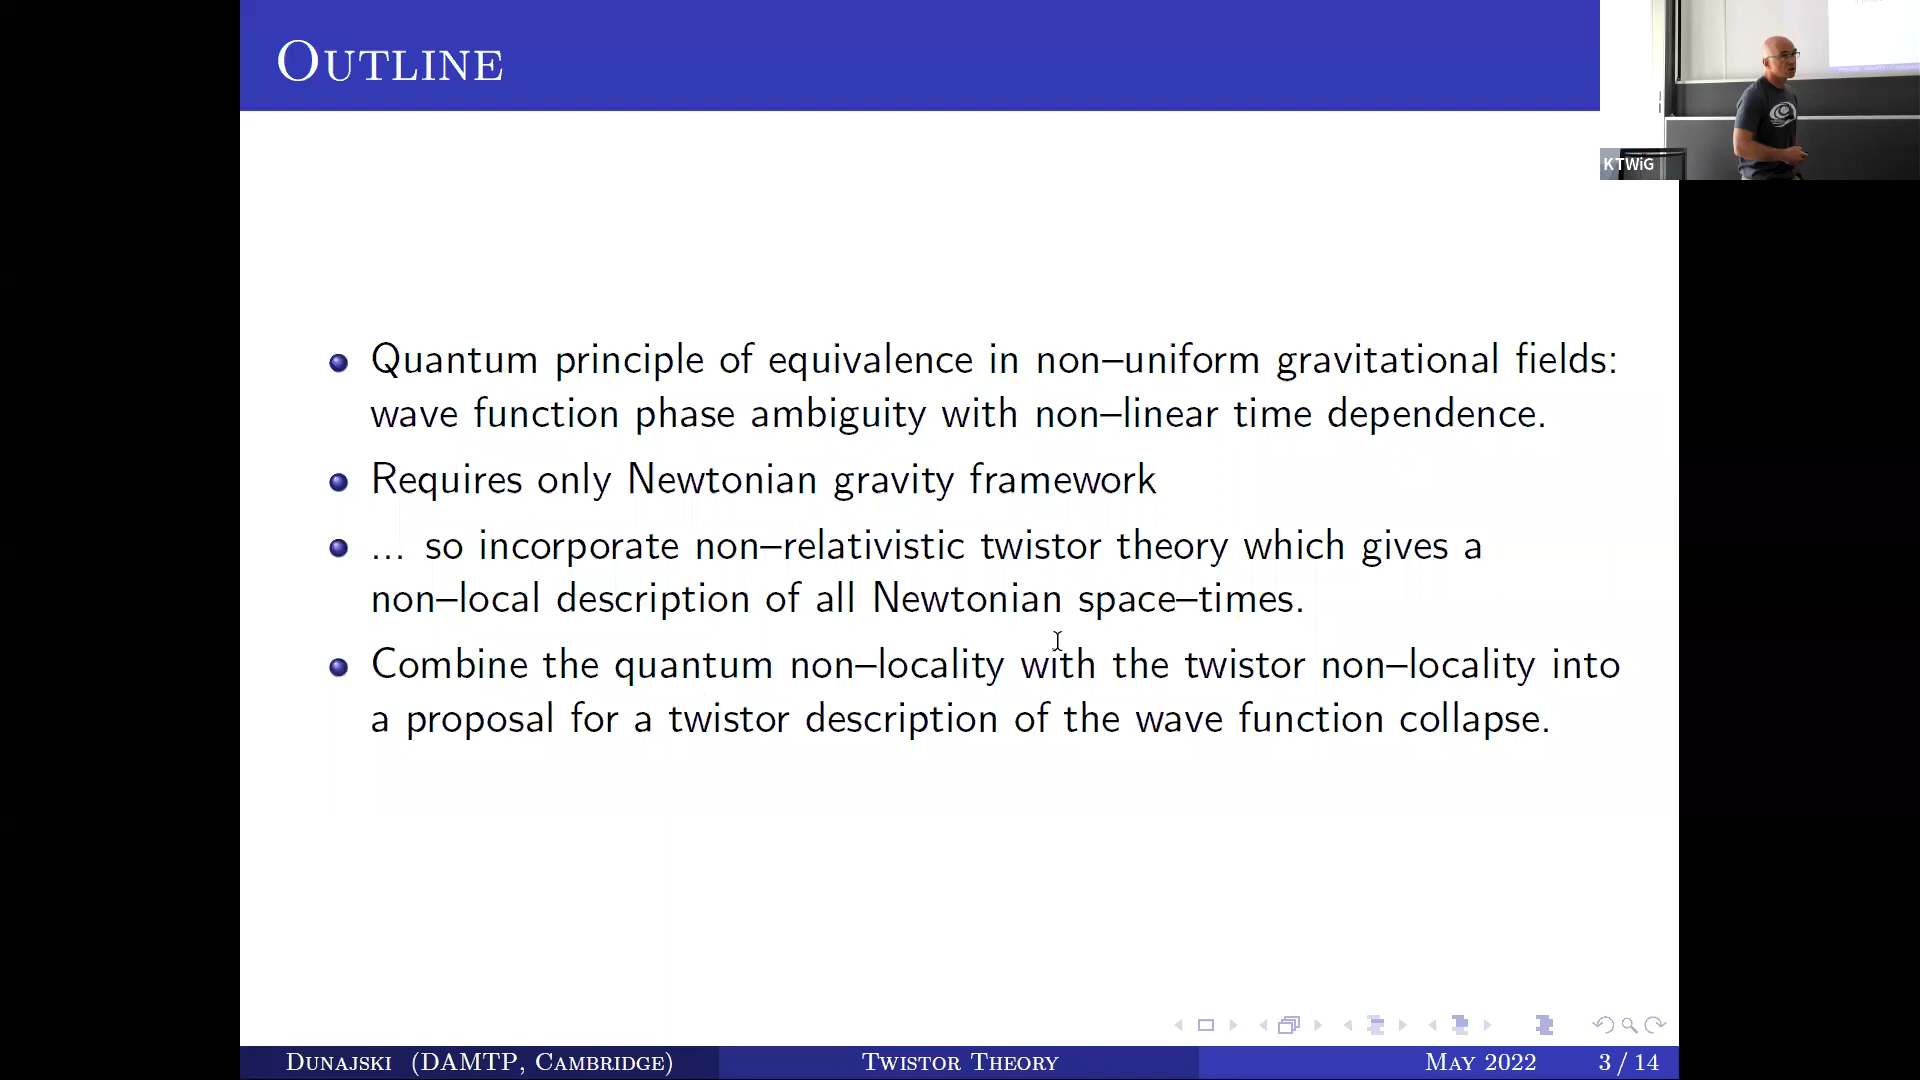 OUTLINE
KTWiG
Quantum principle of equivalence in non–uniform gravitational fields:
wave function phase ambiguity with non–linear time dependence.
Requires only Newtonian gravity framework
... so incorporate non–relativistic twistor theory which gives a
non–local description of all Newtonian space–times.
Combine the quantum non–locality with the twistor non–locality into
a proposal for a twistor description of the wave function collapse.
DUNAJSKI (DAMTP, CAMBRIDGE) TWISTOR THEORY MAY 2022 3 / 14